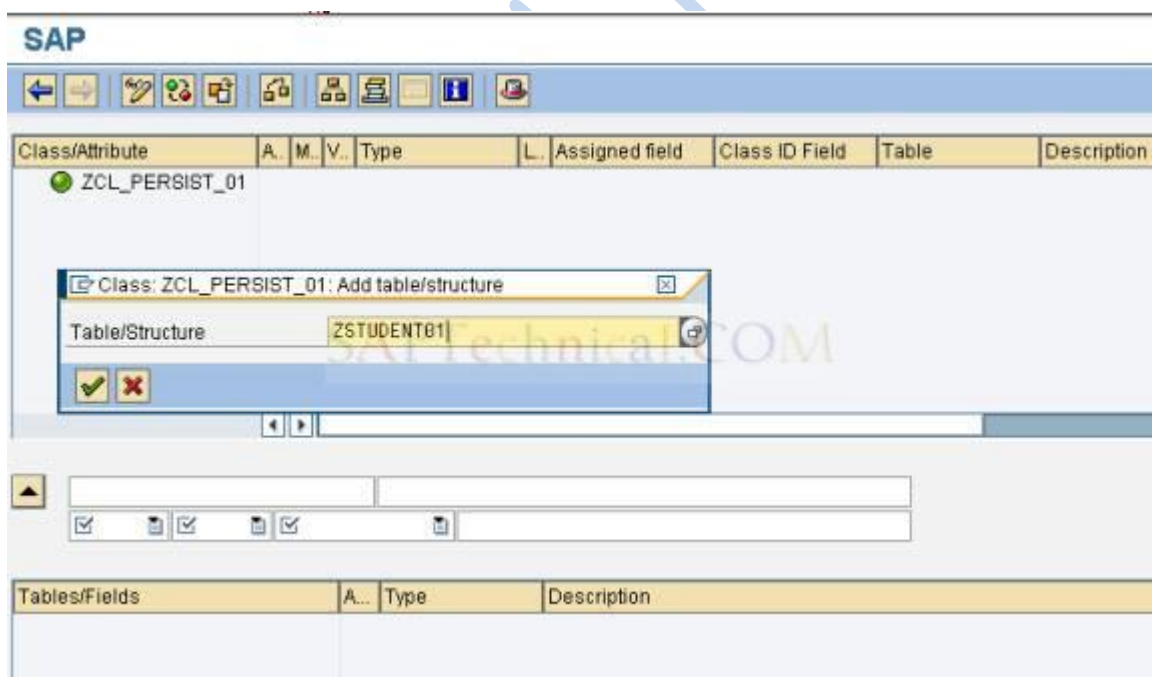 SAP
Class/Attribute A.. M.. V.. Type L.. Assigned field Class ID Field Table Description
ZCL_PERSIST_01
Class: ZCL_PERSIST_01: Add table/structure
Table/Structure ZSTUDENT01
SAPTechnical.COM
Tables/Fields A... Type Description